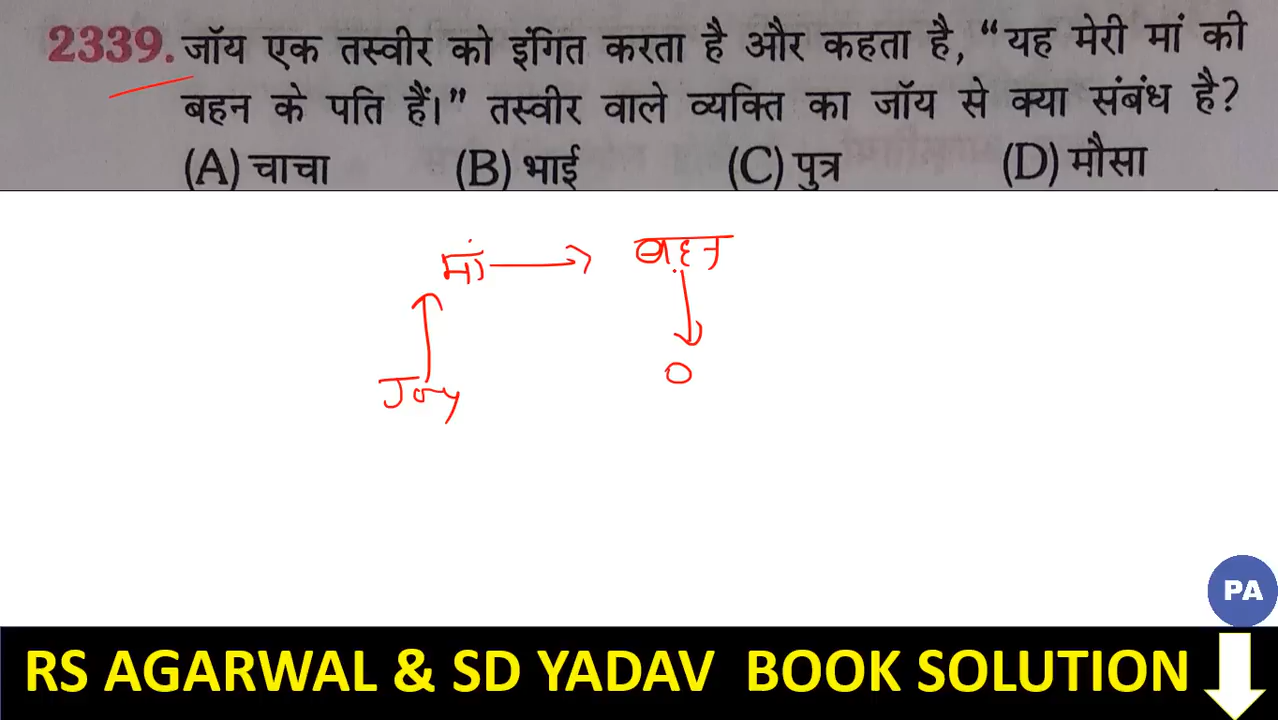 2339. जॉय एक तस्वीर को इंगित करता है और कहता है, “यह मेरी मां की
बहन के पति हैं।” तस्वीर वाले व्यक्ति का जॉय से क्या संबंध है?
(A) चाचा (B) भाई (C) पुत्र (D) मौसा
मां बहन
Joy
O
PA
RS AGARWAL & SD YADAV BOOK SOLUTION